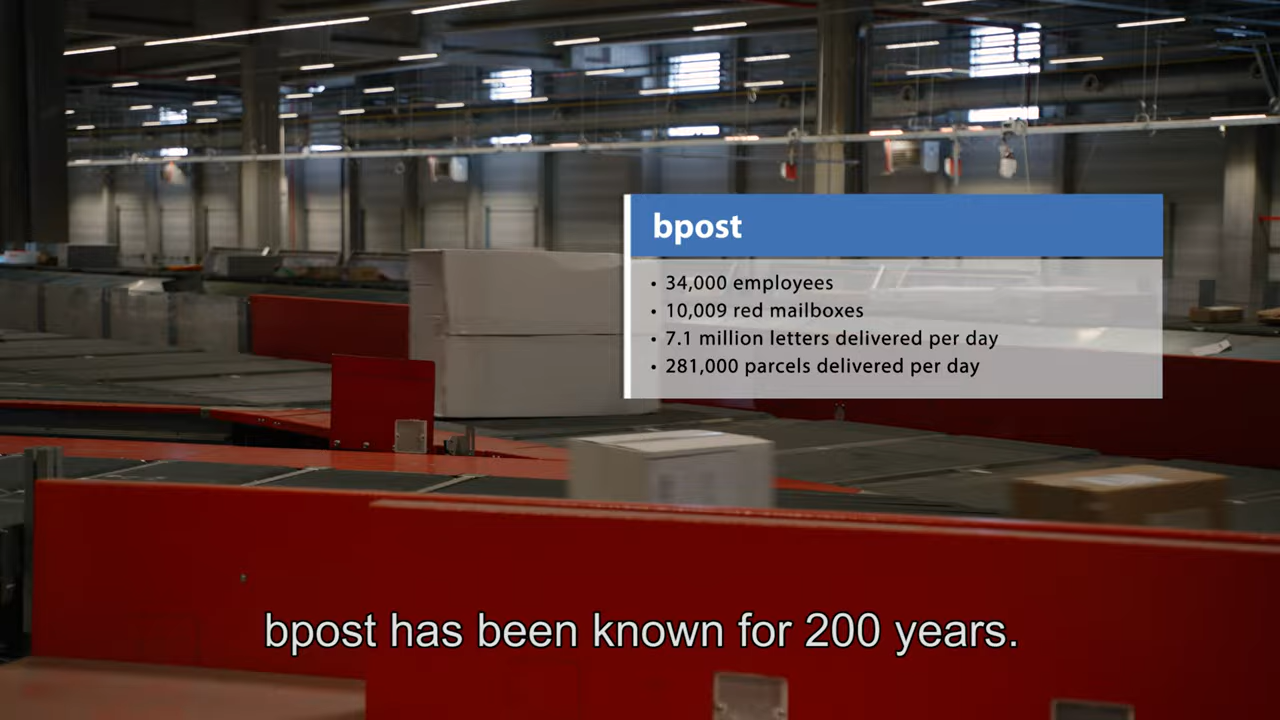 bpost
• 34,000 employees
• 10,009 red mailboxes
• 7.1 million letters delivered per day
• 281,000 parcels delivered per day
bpost has been known for 200 years.